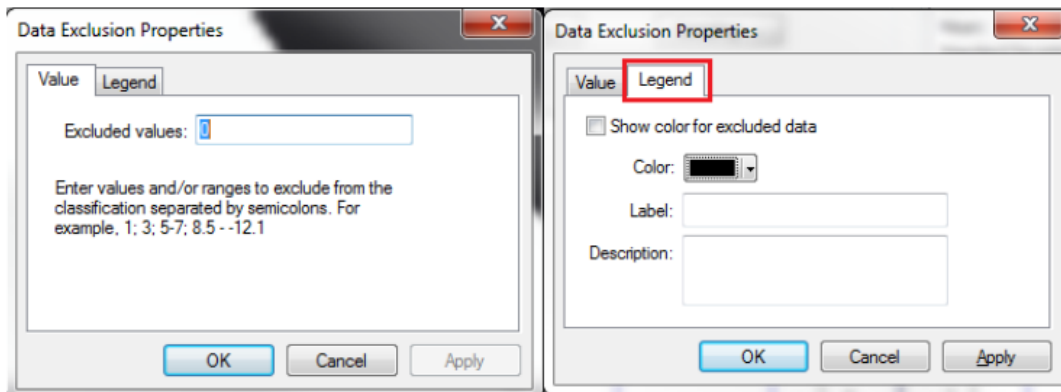 Data Exclusion Properties
Value Legend
Excluded values: 0
Enter values and/or ranges to exclude from the
classification separated by semicolons. For
example, 1; 3; 5-7; 8.5 - -12.1
OK Cancel Apply
Data Exclusion Properties
Value Legend
Show color for excluded data
Color:
Label:
Description:
OK Cancel Apply